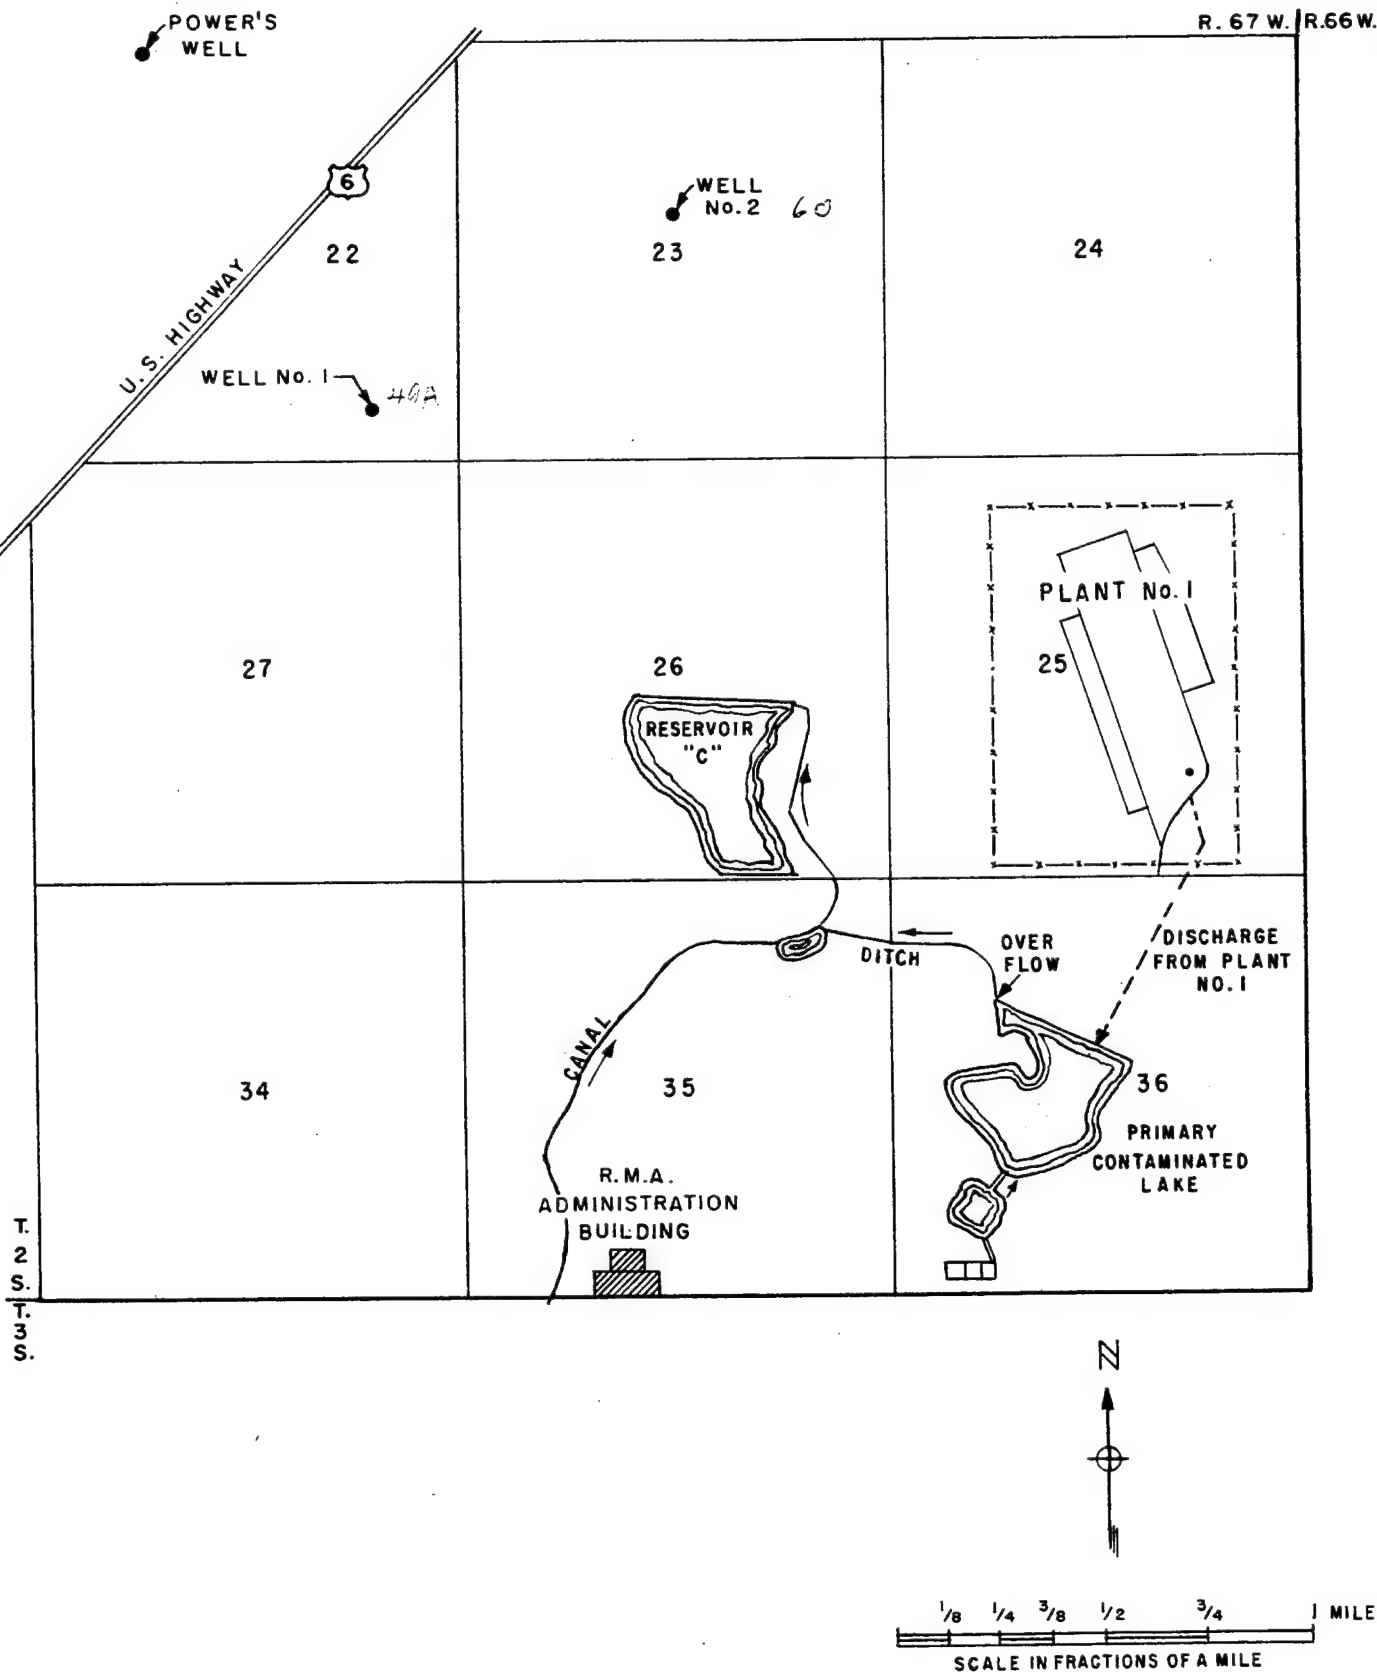 POWER'S
WELL
R. 67 W. R.66W.
6
WELL
No. 2 60
22
23
24
U.S. HIGHWAY
WELL No. 1 49A
PLANT No. 1
27
26
25
RESERVOIR
"C"
OVER
FLOW
DITCH
DISCHARGE
FROM PLANT
NO. 1
CANAL
34
35
36
PRIMARY
CONTAMINATED
LAKE
R.M.A.
ADMINISTRATION
BUILDING
T.
2
S.
T.
3
S.
N
1/8 1/4 3/8 1/2 3/4 1 MILE
SCALE IN FRACTIONS OF A MILE